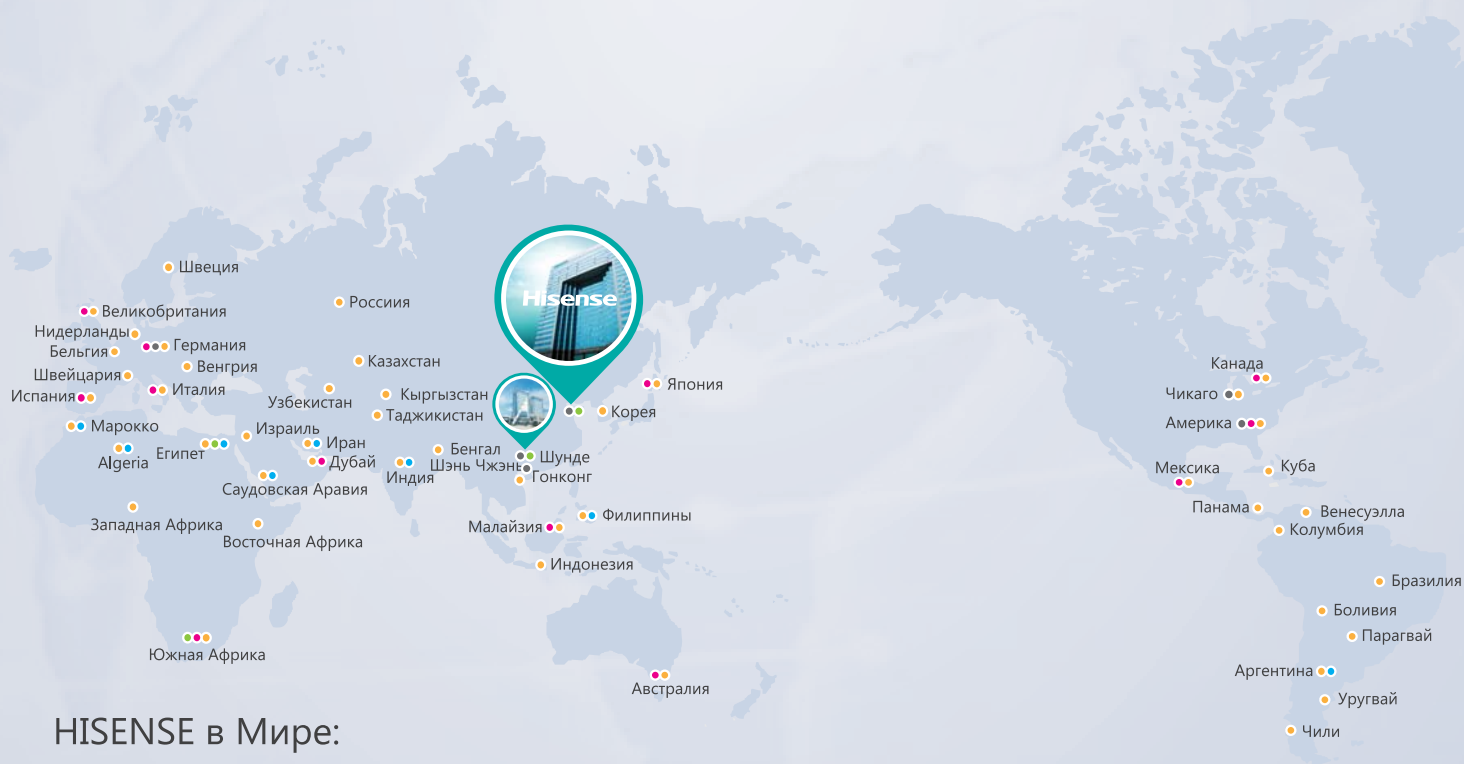 Hisense
Швеция
Россиия
Великобритания
Нидерланды
Германия
Бельгия
Венгрия
Казахстан
Швейцария
Италия
Испания
Узбекистан
Кыргызстан
Таджикистан
Япония
Корея
Марокко
Израиль
Algeria
Египет
Иран
Дубай
Бенгал
Шунде
Шэнь Чжэнь
Индия
Гонконг
Саудовская Аравия
Западная Африка
Восточная Африка
Филиппины
Малайзия
Индонезия
Южная Африка
Австралия
Канада
Чикаго
Америка
Мексика
Куба
Панама
Венесуэлла
Колумбия
Бразилия
Боливия
Парагвай
Аргентина
Уругвай
Чили
HISENSE в Мире: